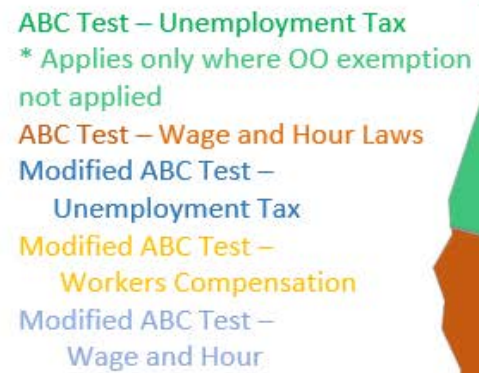 ABC Test – Unemployment Tax
* Applies only where OO exemption
not applied
ABC Test – Wage and Hour Laws
Modified ABC Test –
Unemployment Tax
Modified ABC Test –
Workers Compensation
Modified ABC Test –
Wage and Hour